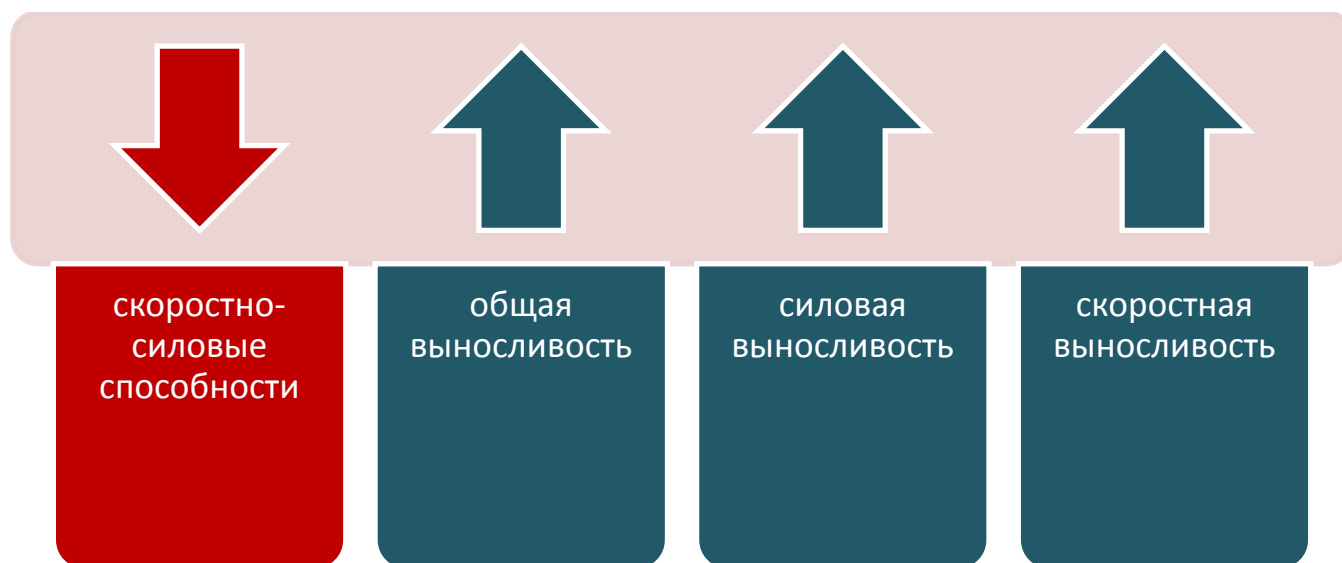 скоростно-
силовые
способности
общая
выносливость
силовая
выносливость
скоростная
выносливость